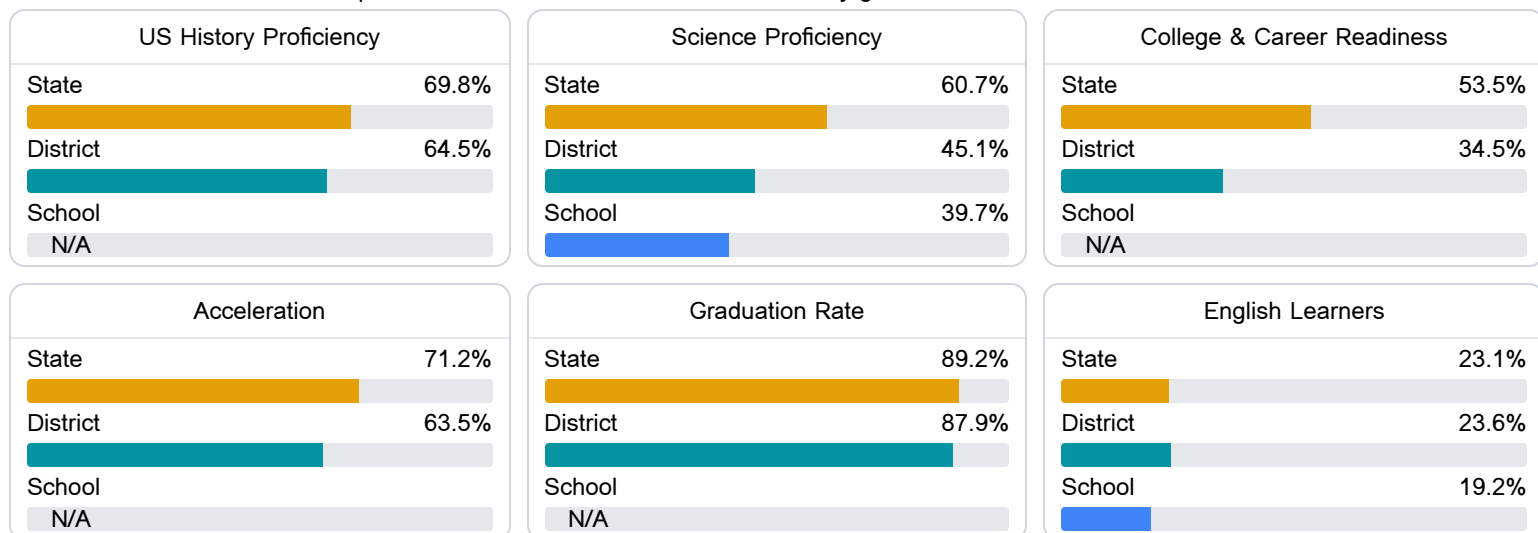 US History Proficiency
State 69.8%
District 64.5%
School
N/A
Science Proficiency
State 60.7%
District 45.1%
School 39.7%
College & Career Readiness
State 53.5%
District 34.5%
School
N/A
Acceleration
State 71.2%
District 63.5%
School
N/A
Graduation Rate
State 89.2%
District 87.9%
School
N/A
English Learners
State 23.1%
District 23.6%
School 19.2%